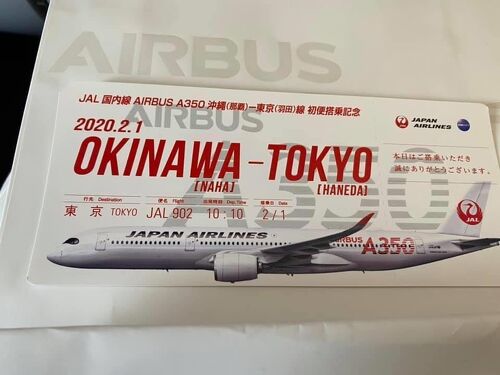 AIRBUS
JAL 国内線 AIRBUS A350 沖縄(那覇)ー東京(羽田)線 初便搭乗記念
AIRBUS
JAPAN AIRLINES
2020.2.1
OKINAWA – TOKYO
[NAHA] [HANEDA]
本日はご搭乗いただき
誠にありがとうございます。
A350
行先 Destination 便名 Flight 出発時刻 Dep.Time 搭乗日 Date
東京 TOKYO JAL 902 10:10 2/1
JAL
JAPAN AIRLINES
AIRBUS A350